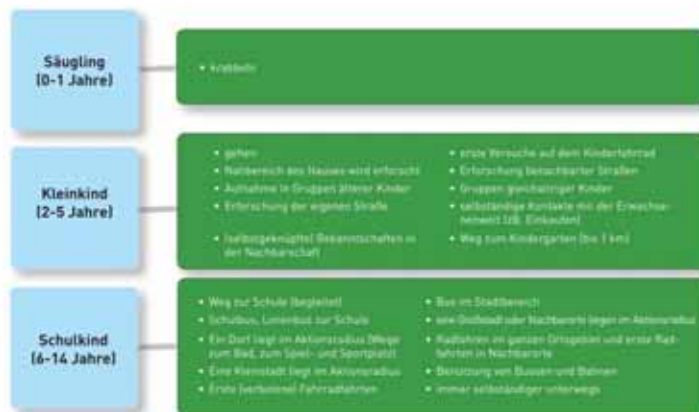 Säugling
(0-1 Jahre)
• krabbeln
Kleinkind
(2-5 Jahre)
• gehen
• Nahbereich des Hauses wird erforscht
• Aufnahme in Gruppen älterer Kinder
• Erforschung der eigenen Straße
• (selbstgeknüpfte) Bekanntschaften in
der Nachbarschaft
• erste Versuche auf dem Kinderfahrrad
• Erforschung benachbarter Straßen
• Gruppen gleichaltriger Kinder
• selbständige Kontakte mit der Erwachse-
nenwelt (zB. Einkaufen)
• Weg zum Kindergarten (bis 1 km)
Schulkind
(6-14 Jahre)
• Weg zur Schule (begleitet)
• Schulbus, Linienbus zur Schule
• Ein Dorf liegt im Aktionsradius (Wege
zum Bad, zum Spiel- und Sportplatz)
• Eine Kleinstadt liegt im Aktionsradius
• Erste (verbotene) Fahrradfahrten
• Bus im Stadtbereich
• eine Großstadt oder Nachbarorte liegen im Aktionsradius
• Radfahren im ganzen Ortsgebiet und erste Rad-
fahrten in Nachbarorte
• Benützung von Bussen und Bahnen
• immer selbständiger unterwegs